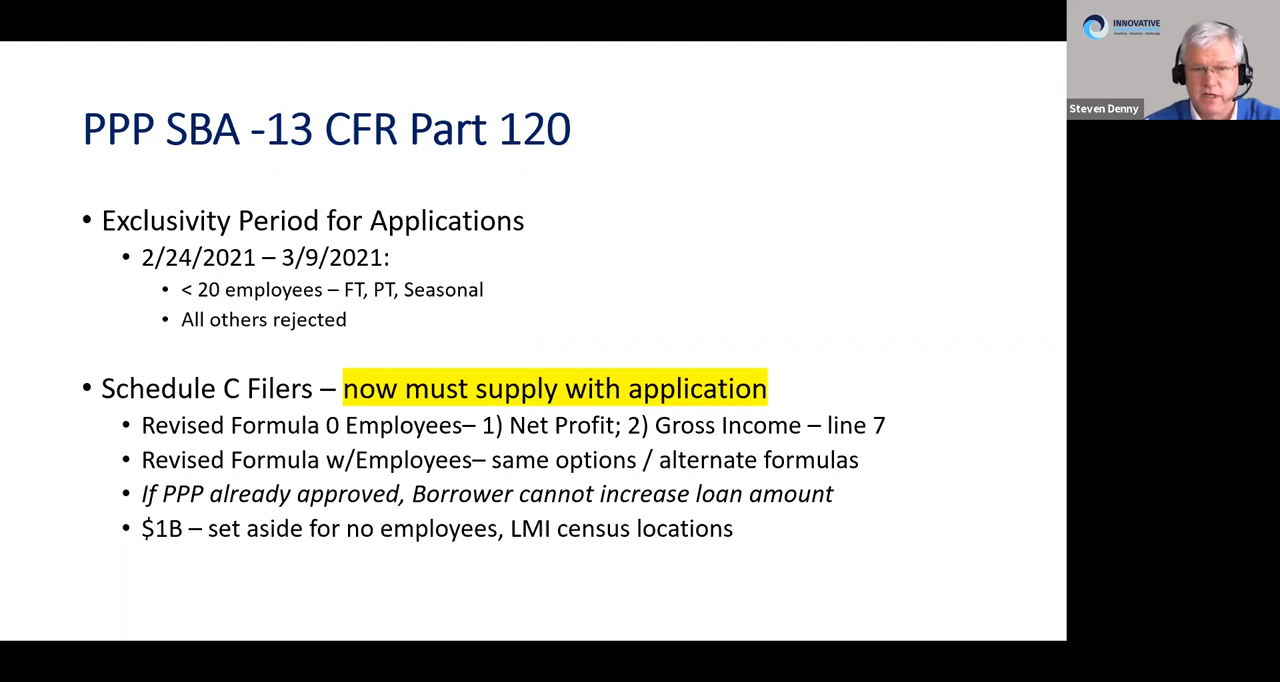 PPP SBA -13 CFR Part 120
• Exclusivity Period for Applications
• 2/24/2021 – 3/9/2021:
• < 20 employees – FT, PT, Seasonal
• All others rejected
• Schedule C Filers – now must supply with application
• Revised Formula 0 Employees– 1) Net Profit; 2) Gross Income – line 7
• Revised Formula w/Employees– same options / alternate formulas
• If PPP already approved, Borrower cannot increase loan amount
• $1B – set aside for no employees, LMI census locations
INNOVATIVE
Steven Denny